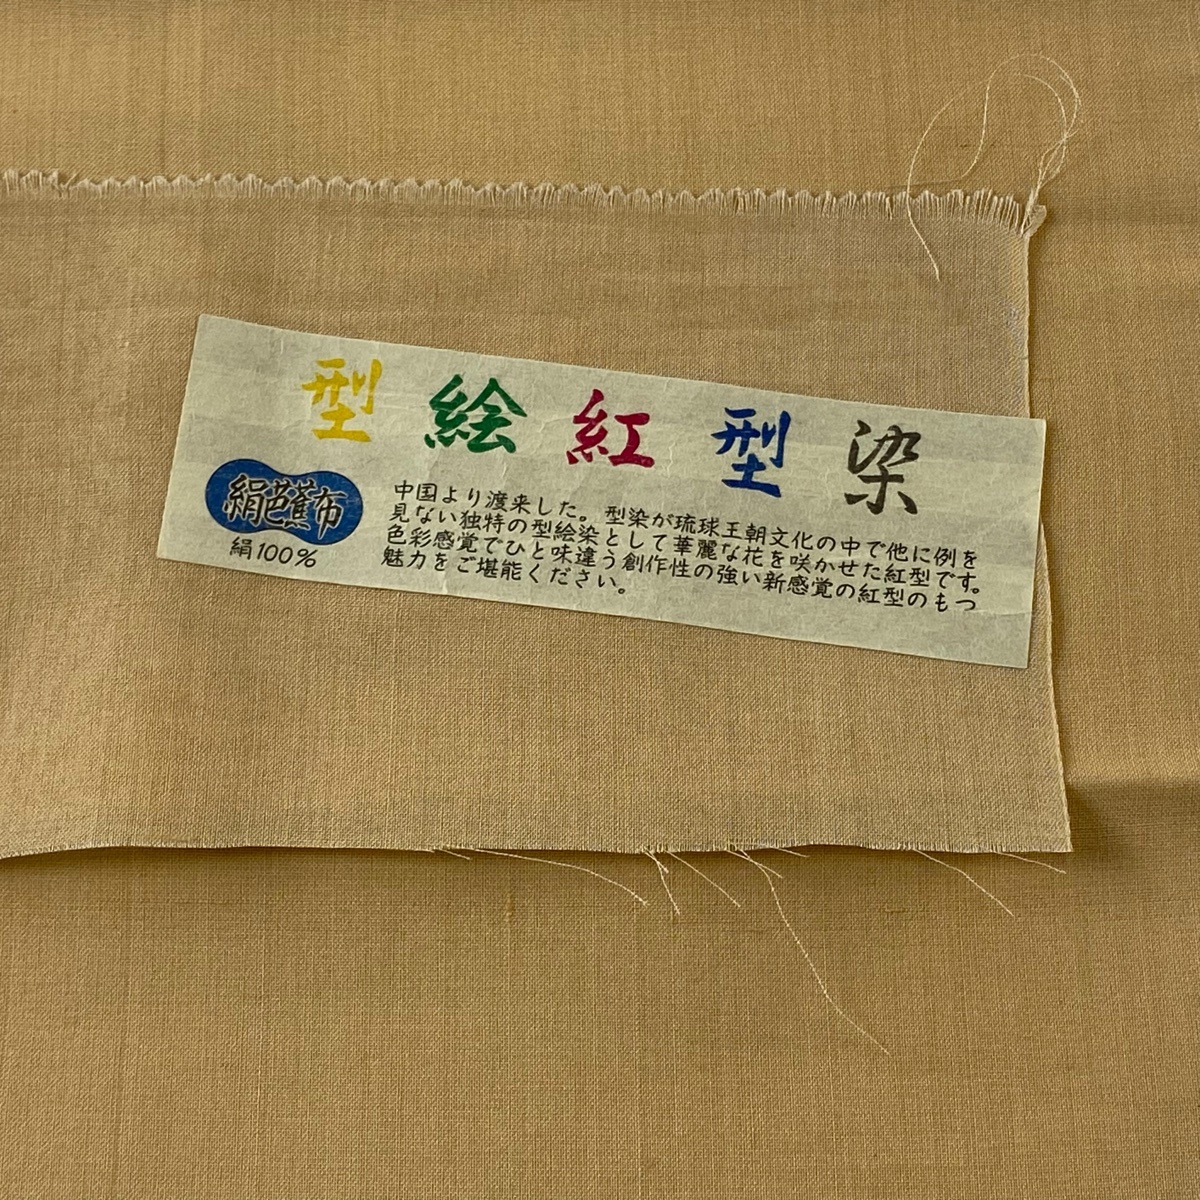 型絵紅型染
絹芭蕉布
絹100%
中国より渡来した。型染が琉球王朝文化の中で他に例を
見ない独特の型絵染として華麗な花を咲かせた紅型です。
色彩感覚でひと味違う創作性の強い新感覚の紅型のもつ
魅力をご堪能ください。